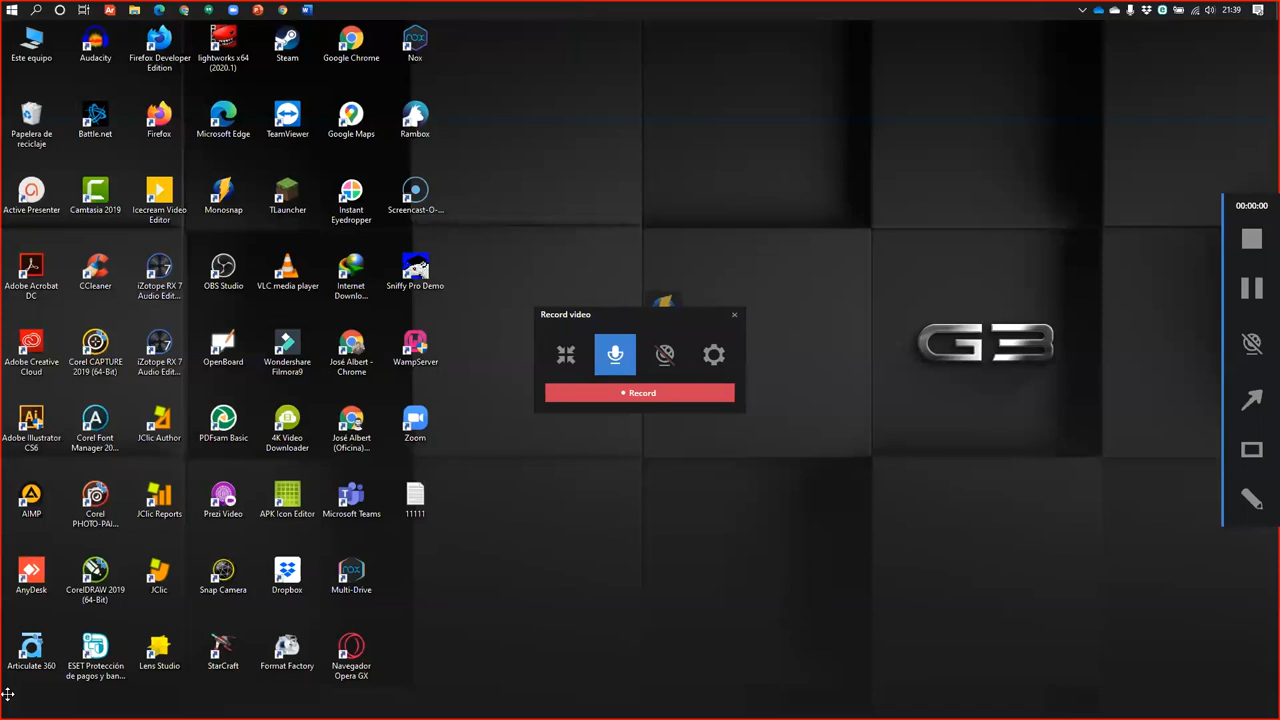 21:39
Este equipo
Audacity
Firefox Developer
Edition
lightworks x64
(2020.1)
Steam
Google Chrome
Nox
Papelera de
reciclaje
Battle.net
Firefox
Microsoft Edge
TeamViewer
Google Maps
Rambox
Active Presenter
Camtasia 2019
Icecream Video
Editor
Monosnap
TLauncher
Instant
Eyedropper
Screencast-O-...
00:00:00
Adobe Acrobat
DC
CCleaner
iZotope RX 7
Audio Edit...
OBS Studio
VLC media player
Internet
Downlo...
Sniffy Pro Demo
Record video
G3
Adobe Creative
Cloud
Corel CAPTURE
2019 (64-Bit)
iZotope RX 7
Audio Edit...
OpenBoard
Wondershare
Filmora9
José Albert -
Chrome
WampServer
Record
Adobe Illustrator
CS6
Corel Font
Manager 20...
JClic Author
PDFsam Basic
4K Video
Downloader
José Albert
(Oficina)...
Zoom
AIMP
Corel
PHOTO-PAI...
JClic Reports
Prezi Video
APK Icon Editor
Microsoft Teams
11111
AnyDesk
CorelDRAW 2019
(64-Bit)
JClic
Snap Camera
Dropbox
Multi-Drive
Articulate 360
ESET Protección
de pagos y ban...
Lens Studio
StarCraft
Format Factory
Navegador
Opera GX